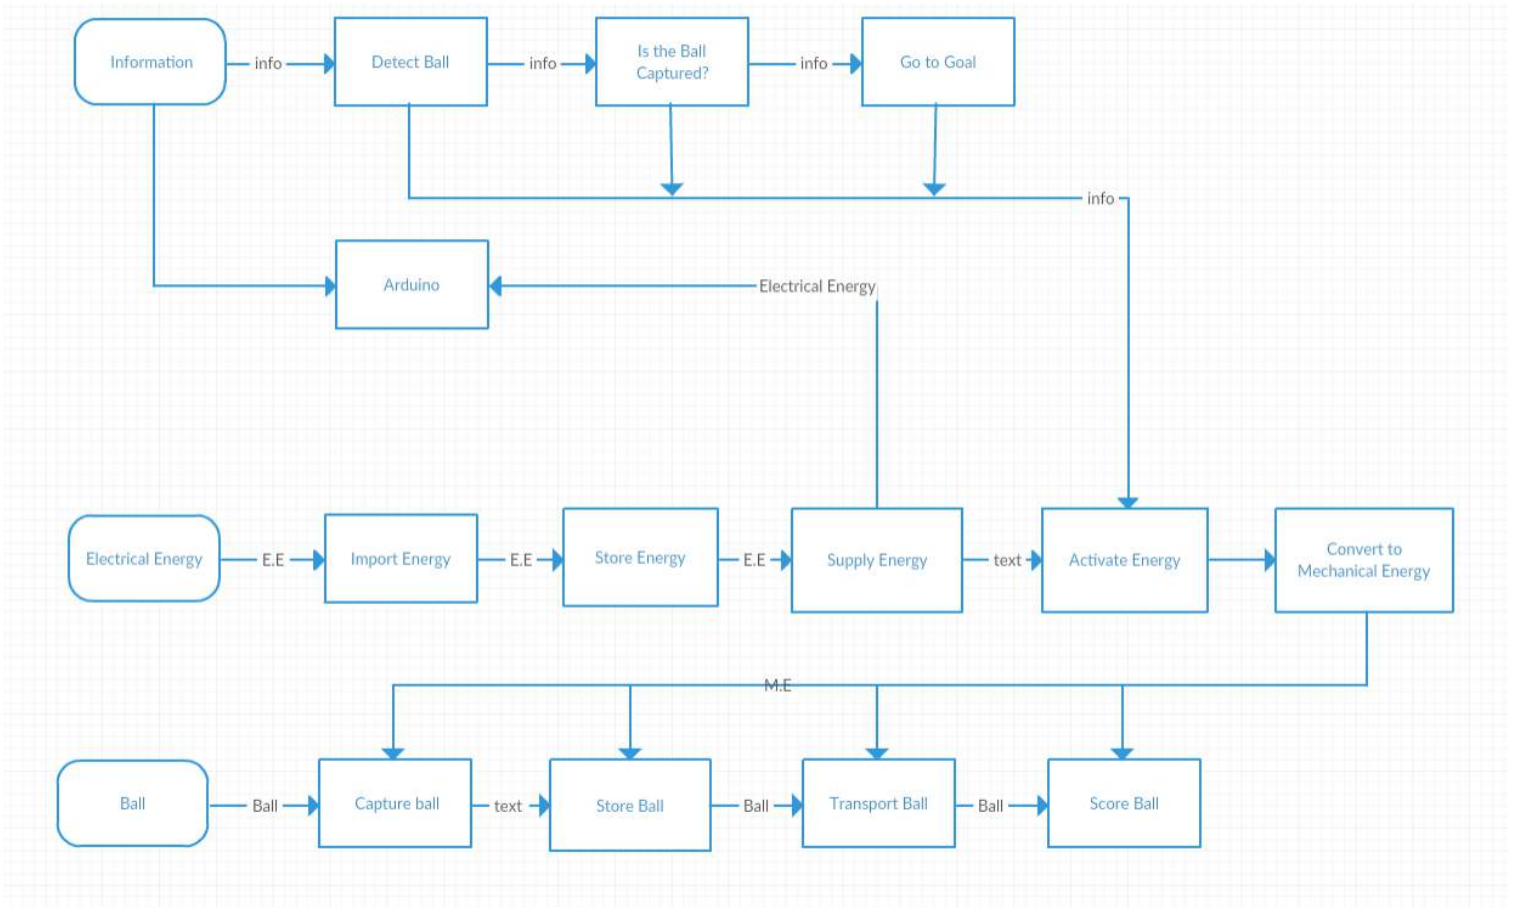 Information
info
Detect Ball
info
Is the Ball
Captured?
info
Go to Goal
info
Arduino
Electrical Energy
Electrical Energy
E.E
Import Energy
E.E
Store Energy
E.E
Supply Energy
text
Activate Energy
Convert to
Mechanical Energy
M.E
Ball
Ball
Capture ball
text
Store Ball
Ball
Transport Ball
Ball
Score Ball